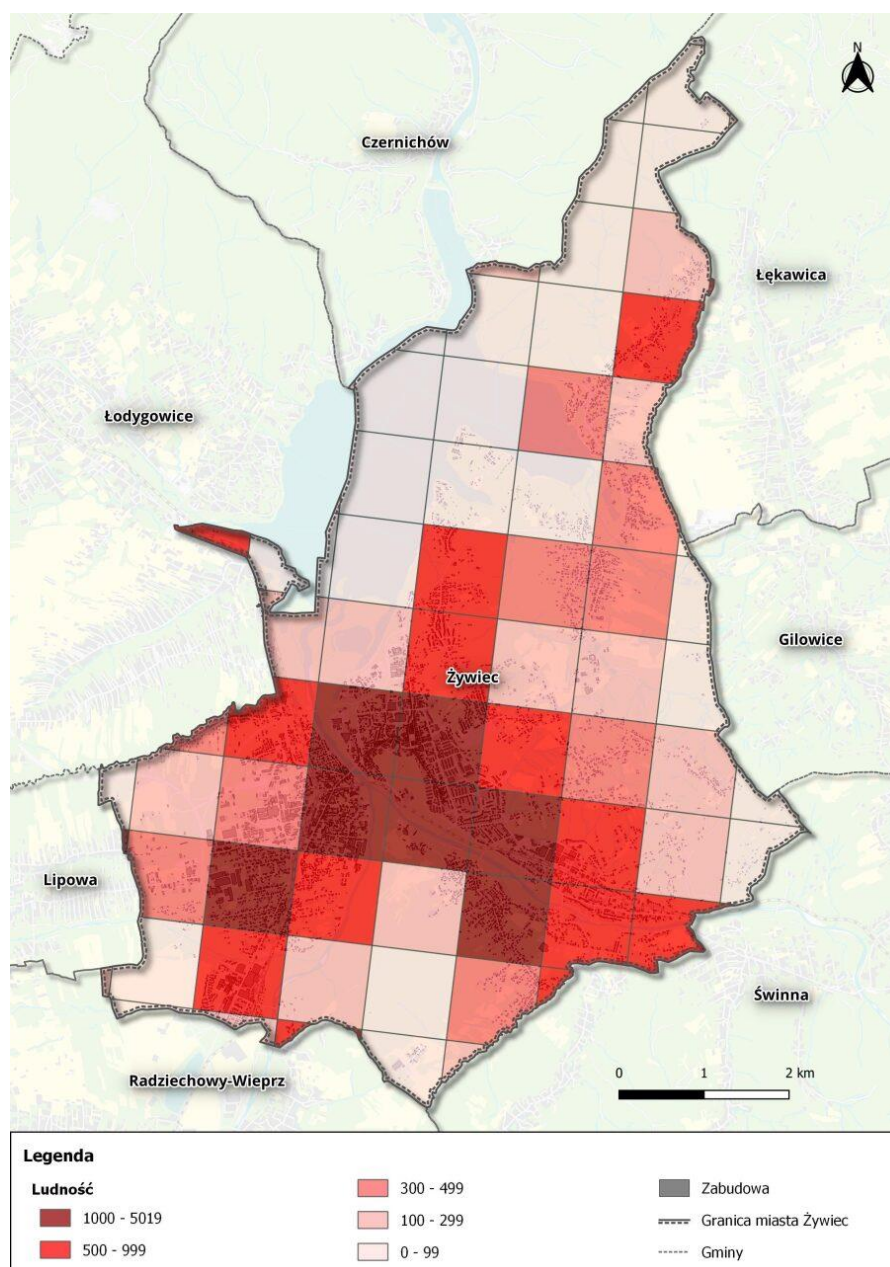 N
Czernichów
Łękawica
Łodygowice
Gilowice
Żywiec
Lipowa
Świnna
Radziechowy-Wieprz
0 1 2 km
Legenda
Ludność
1000 - 5019
500 - 999
300 - 499
100 - 299
0 - 99
Zabudowa
Granica miasta Żywiec
Gminy